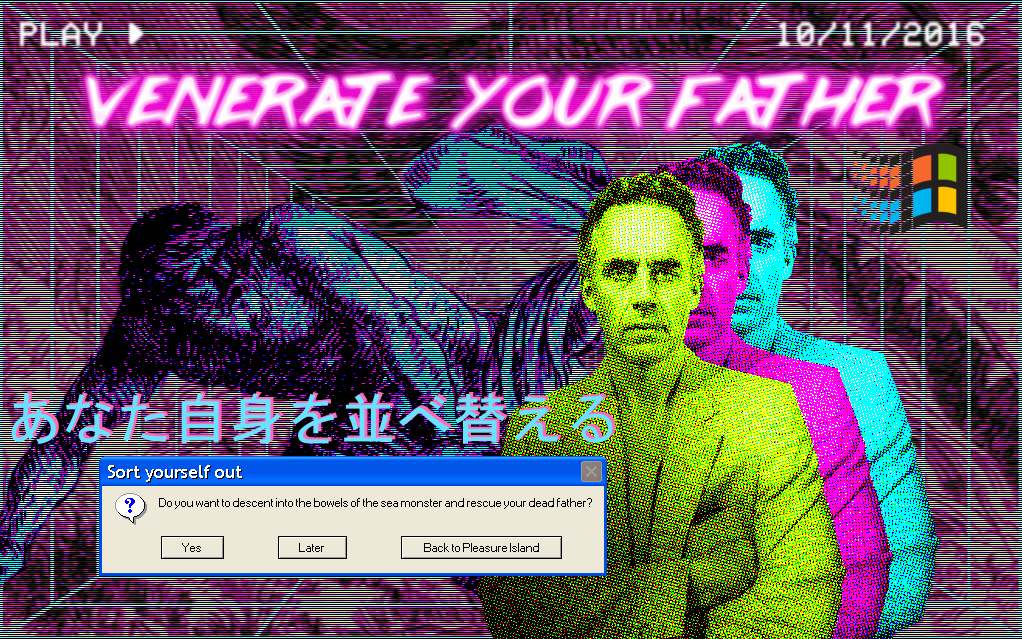 PLAY
10/11/2016
VENERATE YOUR FATHER
あなた自身を並べ替える
Sort yourself out
Do you want to descent into the bowels of the sea monster and rescue your dead father?
Yes
Later
Back to Pleasure Island